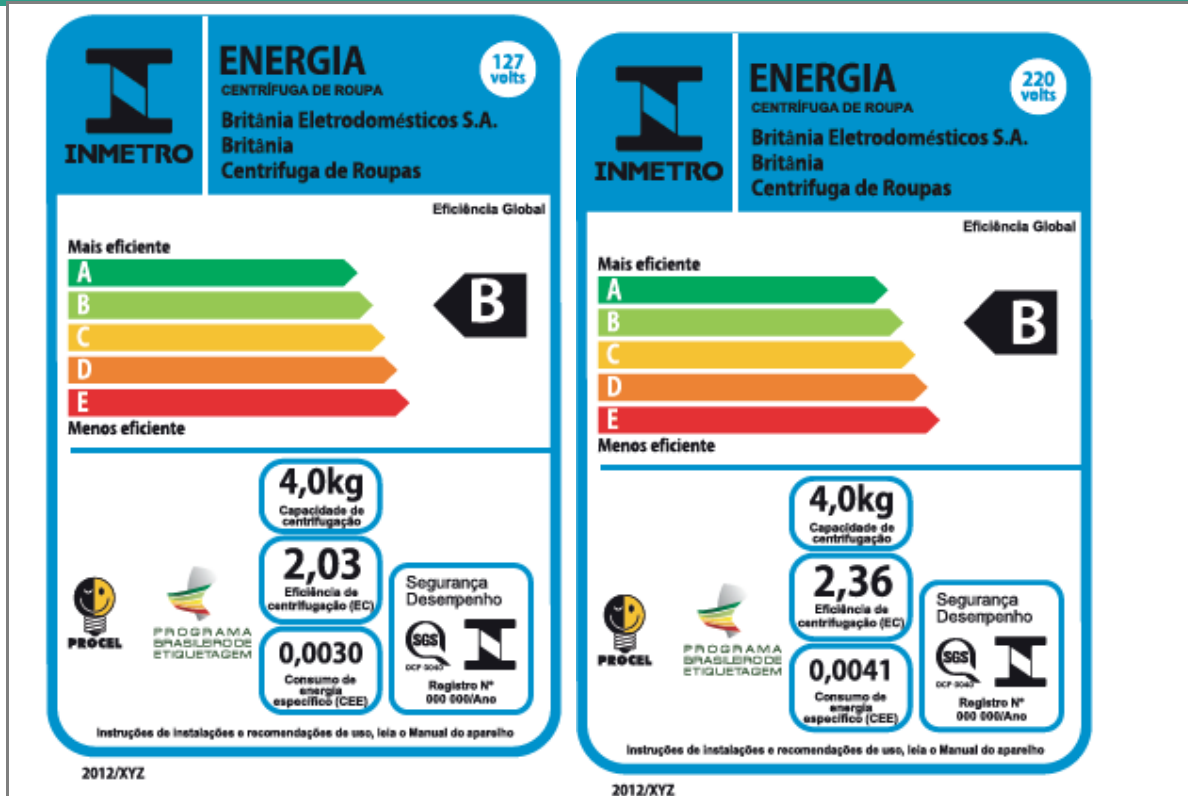 INMETRO
ENERGIA
CENTRÍFUGA DE ROUPA
127
volts
Britânia Eletrodomésticos S.A.
Britânia
Centrifuga de Roupas
Eficiência Global
Mais eficiente
A
B
C
D
E
Menos eficiente
B
4,0kg
Capacidade de
centrifugação
2,03
Eficiência de
centrifugação (EC)
0,0030
Consumo de
energia
específico (CEE)
PROCEL
PROGRAMA
BRASILEIRO DE
ETIQUETAGEM
Segurança
Desempenho
SGS
OCP 0040
Registro Nº
000 000/Ano
Instruções de instalações e recomendações de uso, leia o Manual do aparelho
2012/XYZ
INMETRO
ENERGIA
CENTRÍFUGA DE ROUPA
220
volts
Britânia Eletrodomésticos S.A.
Britânia
Centrifuga de Roupas
Eficiência Global
Mais eficiente
A
B
C
D
E
Menos eficiente
B
4,0kg
Capacidade de
centrifugação
2,36
Eficiência de
centrifugação (EC)
0,0041
Consumo de
energia
específico (CEE)
PROCEL
PROGRAMA
BRASILEIRO DE
ETIQUETAGEM
Segurança
Desempenho
SGS
OCP 0040
Registro Nº
000 000/Ano
Instruções de instalações e recomendações de uso, leia o Manual do aparelho
2012/XYZ